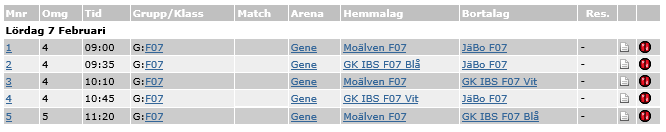 Mnr Omg Tid Grupp/Klass Match Arena Hemmalag Bortalag Res.
Lördag 7 Februari
1 4 09:00 G:F07 Gene Moälven F07 JäBo F07 -
2 4 09:35 G:F07 Gene GK IBS F07 Blå JäBo F07 -
3 4 10:10 G:F07 Gene Moälven F07 GK IBS F07 Vit -
4 4 10:45 G:F07 Gene GK IBS F07 Vit JäBo F07 -
5 5 11:20 G:F07 Gene Moälven F07 GK IBS F07 Blå -